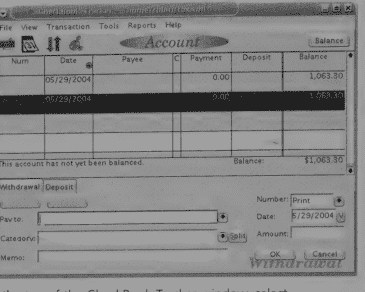 File View Transaction Tools Reports Help
Account
Balance
Num Date Payee C Payment Deposit Balance
05/29/2004 0.00 1,063.30
05/29/2004 0.00 1,063.30
This account has not yet been balanced. Balance: $1,063.30
Withdrawal Deposit
Number: Print
Pay to: Date: 5/29/2004
Category: Split Amount:
Memo: OK Cancel
Withdrawal